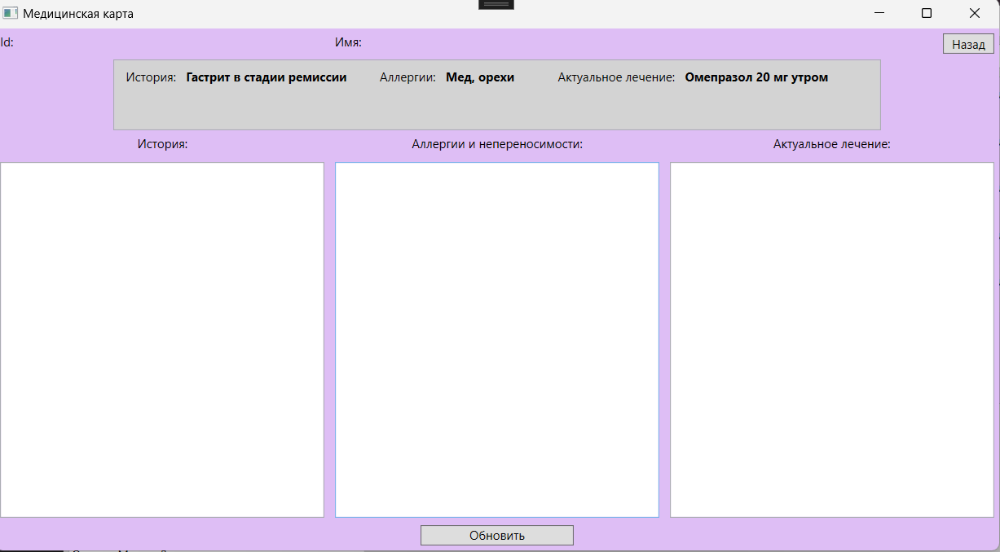 Медицинская карта
Id: Имя: Назад
История: Гастрит в стадии ремиссии Аллергии: Мед, орехи Актуальное лечение: Омепразол 20 мг утром
История: Аллергии и непереносимости: Актуальное лечение:
Обновить